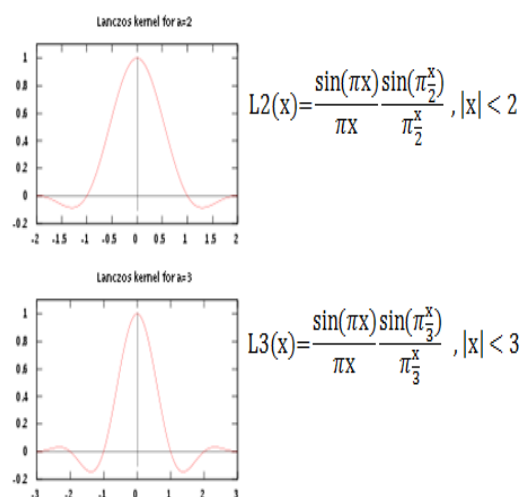 Lanczos kernel for a=2
1
0.8
0.6
0.4
0.2
0
-0.2
-2 -1.5 -1 -0.5 0 0.5 1 1.5 2
L2(x)=sin(πx)/πx sin(πx/2)/πx/2 , |x| < 2
Lanczos kernel for a=3
1
0.8
0.6
0.4
0.2
0
-0.2
-3 -2 -1 0 1 2 3
L3(x)=sin(πx)/πx sin(πx/3)/πx/3 , |x| < 3